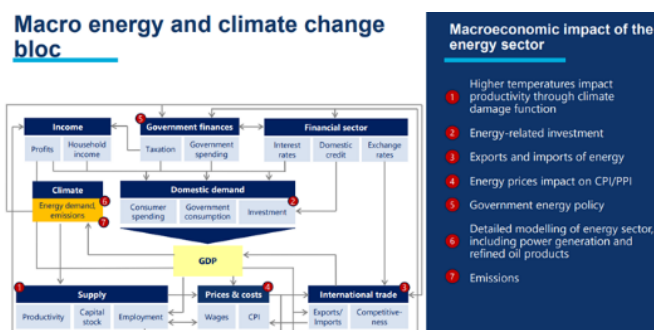 Macro energy and climate change
bloc
Income
Profits
Household
income
5
Government finances
Taxation
Government
spending
Financial sector
Interest
rates
Domestic
credit
Exchange
rates
Climate
Energy demand,
emissions
6
7
Domestic demand
Consumer
spending
Government
consumption
Investment
2
GDP
1
Supply
Productivity
Capital
stock
Employment
4
Prices & costs
Wages
CPI
3
International trade
Exports/
Imports
Competitive-
ness
Macroeconomic impact of the
energy sector
1 Higher temperatures impact
productivity through climate
damage function
2 Energy-related investment
3 Exports and imports of energy
4 Energy prices impact on CPI/PPI
5 Government energy policy
6 Detailed modelling of energy sector,
including power generation and
refined oil products
7 Emissions